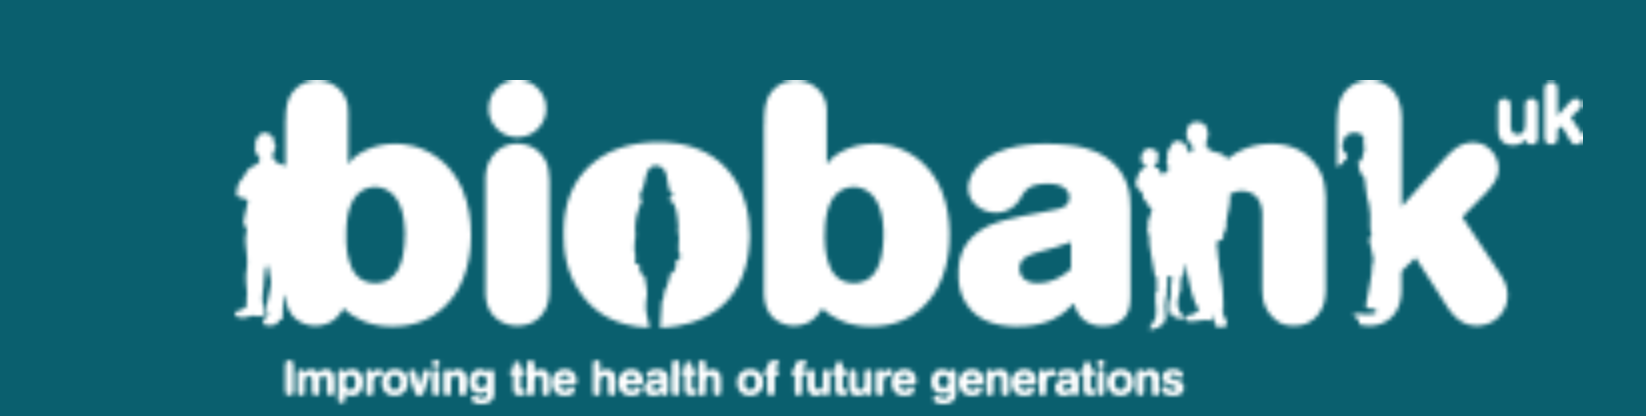 biobank uk
Improving the health of future generations